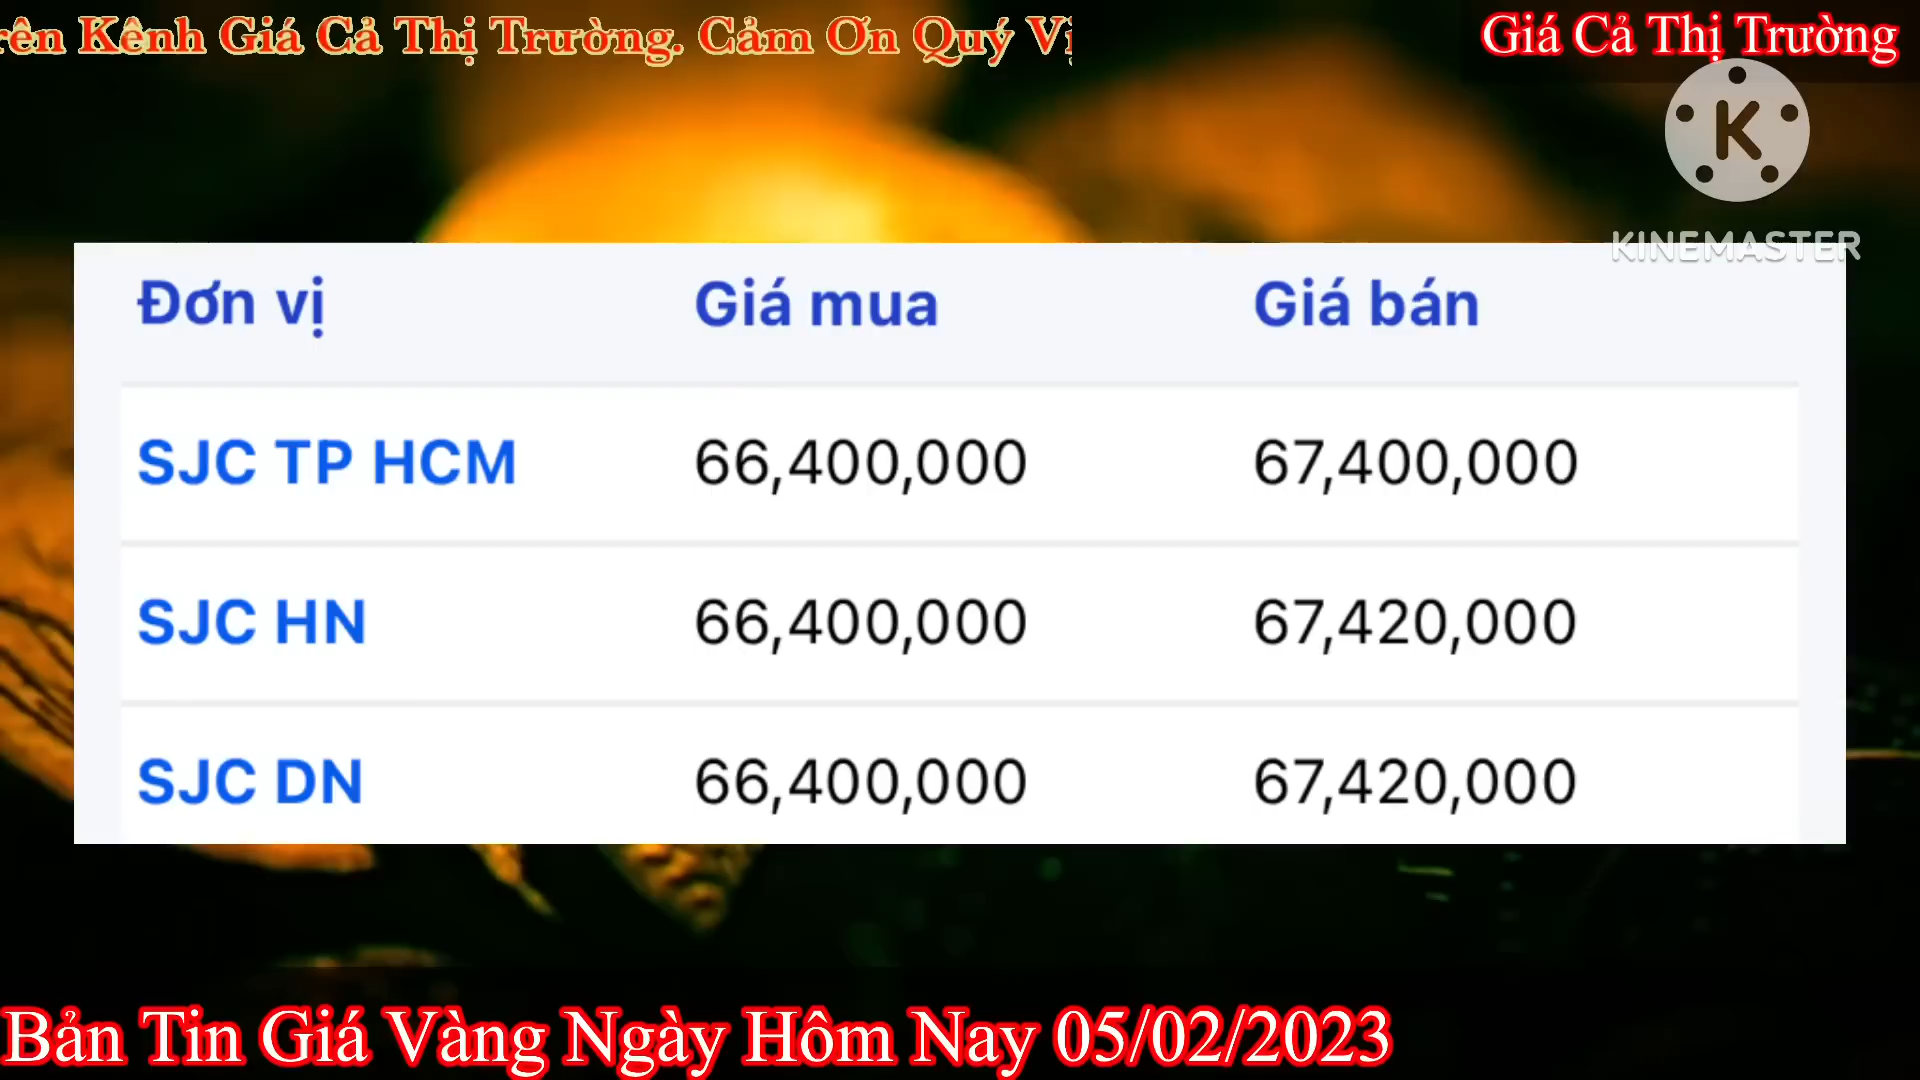 Kênh Giá Cả Thị Trường. Cảm Ơn Quý
Giá Cả Thị Trường
K
KINEMASTER
Đơn vị Giá mua Giá bán
SJC TP HCM 66,400,000 67,400,000
SJC HN 66,400,000 67,420,000
SJC DN 66,400,000 67,420,000
Bản Tin Giá Vàng Ngày Hôm Nay 05/02/2023